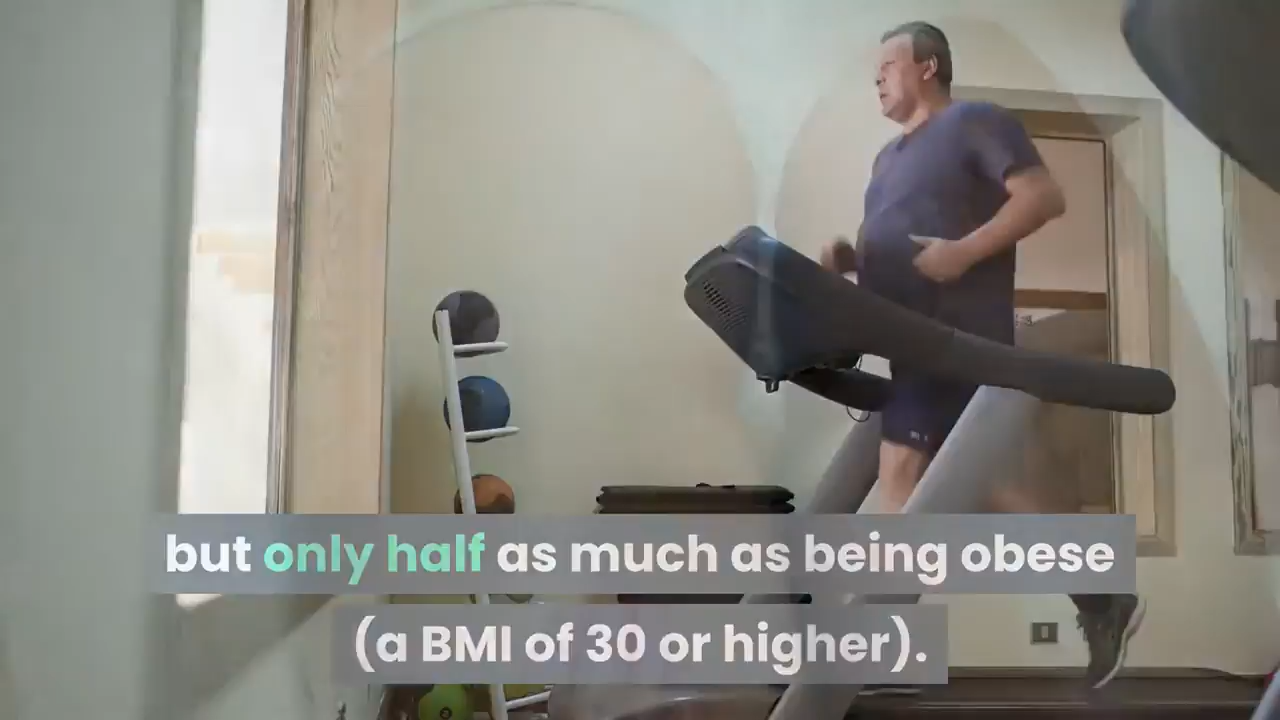 but only half as much as being obese
(a BMI of 30 or higher).